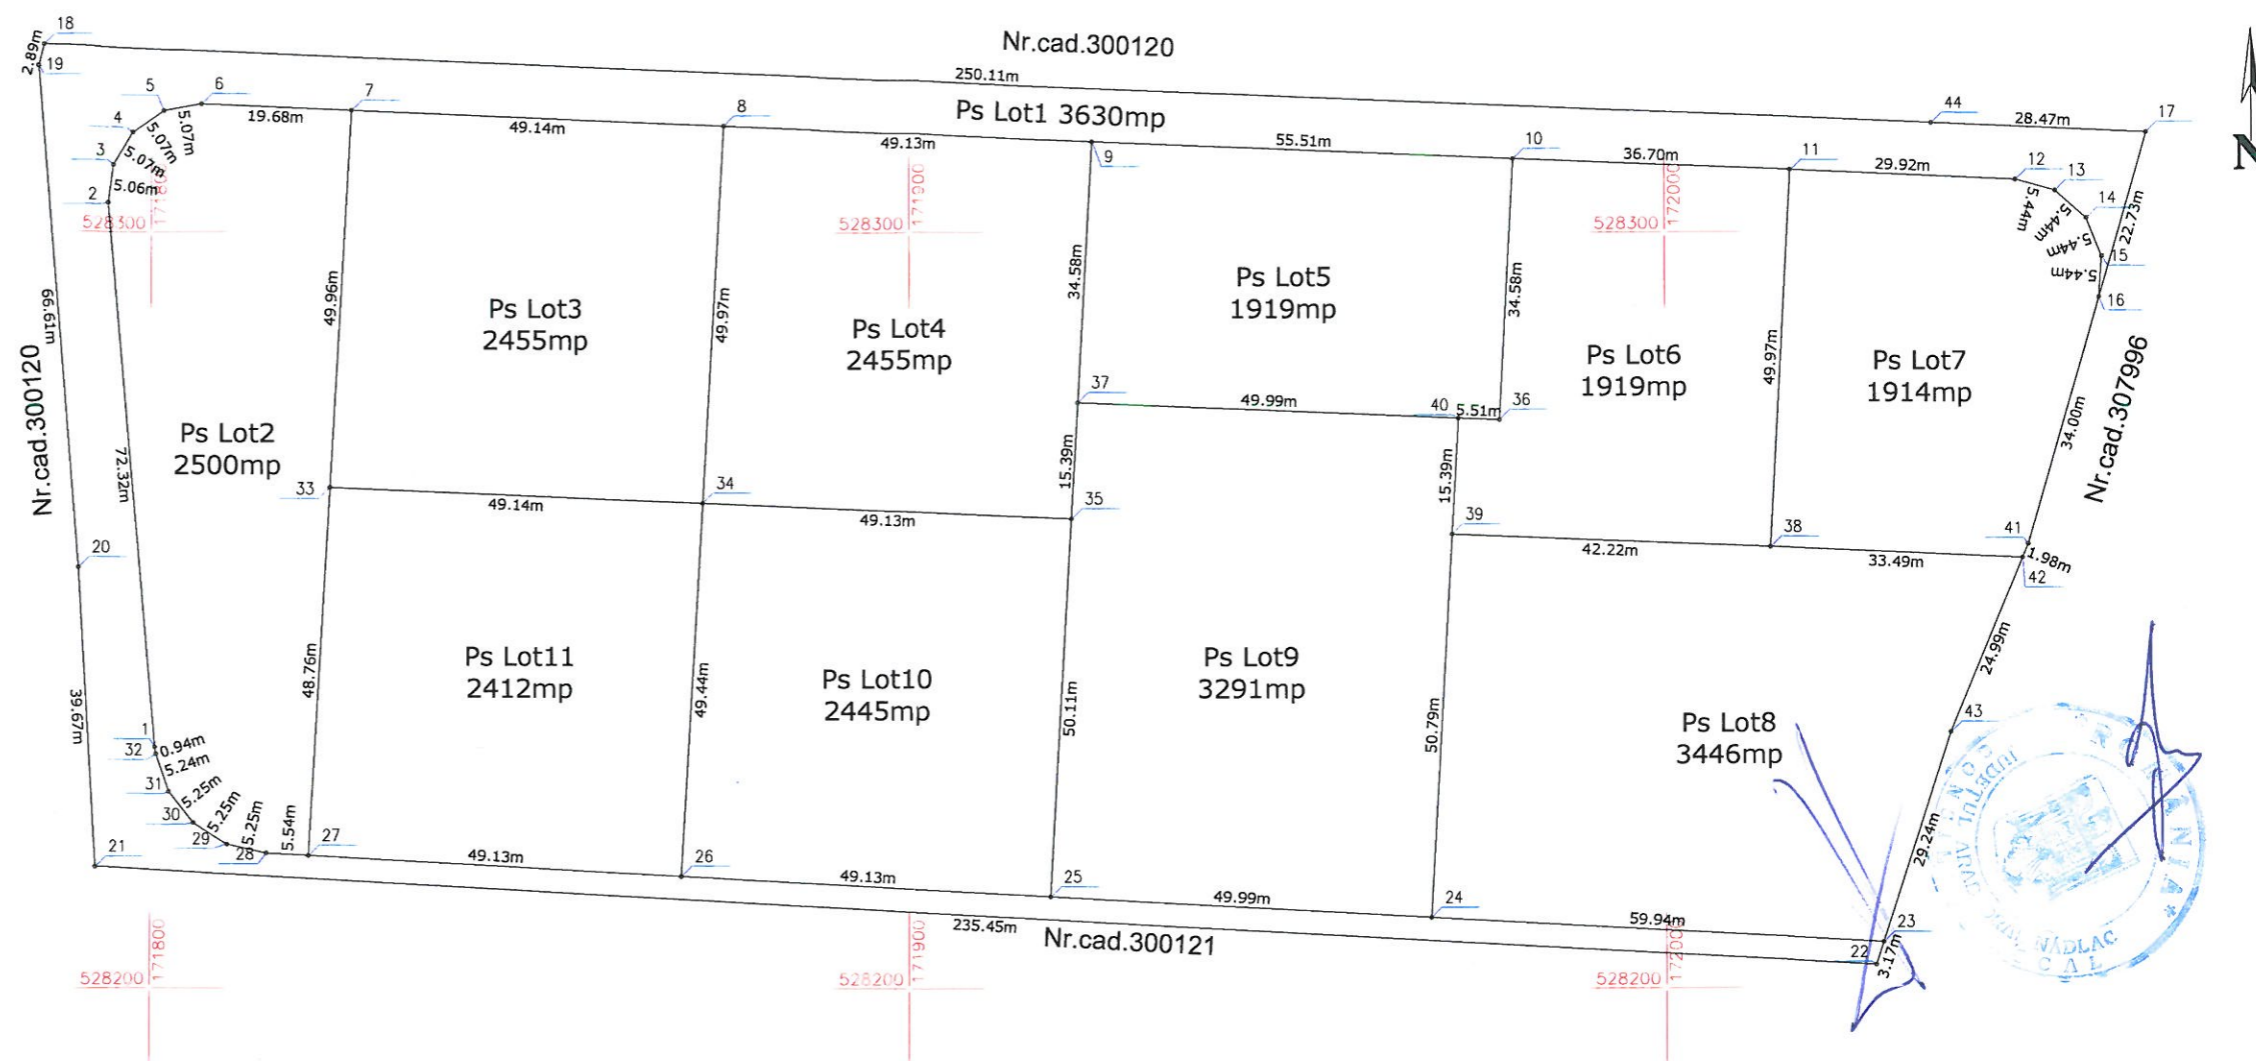 18
2.89m
19
Nr.cad.300120
250.11m
44
28.47m
17
5
6
7
8
Ps Lot1 3630mp
4
5.07m
5.07m
19.68m
49.14m
49.13m
9
55.51m
10
36.70m
11
29.92m
12
13
14
22.73m
3
5.07m
5.06m
2
5.44m
5.44m
5.44m
5.44m
15
16
528300
171800
528300
171900
528300
172000
N
66.61m
Nr.cad.300120
72.32m
49.96m
49.97m
34.58m
34.58m
49.97m
34.00m
Nr.cad.307996
Ps Lot5
1919mp
Ps Lot3
2455mp
Ps Lot4
2455mp
Ps Lot6
1919mp
Ps Lot7
1914mp
Ps Lot2
2500mp
37
49.99m
40
5.51m
36
15.39m
15.39m
33
49.14m
34
49.13m
35
39
42.22m
38
33.49m
41
1.98m
42
20
39.67m
48.76m
49.44m
50.11m
50.79m
24.99m
43
29.24m
Ps Lot11
2412mp
Ps Lot10
2445mp
Ps Lot9
3291mp
Ps Lot8
3446mp
1
32
0.94m
5.24m
31
5.25m
30
5.25m
29
5.25m
28
5.54m
27
21
49.13m
26
49.13m
25
49.99m
24
59.94m
23
22
3.17m
235.45m
Nr.cad.300121
528200
171800
528200
171900
528200
172000
ROMANIA*
JUDETUL ARAD
NADLAC